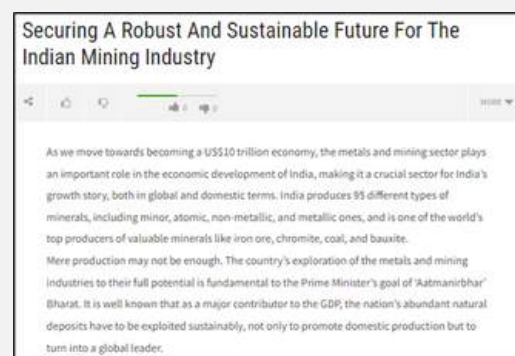 Securing A Robust And Sustainable Future For The
Indian Mining Industry
0 0 MORE
As we move towards becoming a US$10 trillion economy, the metals and mining sector plays
an important role in the economic development of India, making it a crucial sector for India's
growth story, both in global and domestic terms. India produces 95 different types of
minerals, including minor, atomic, non-metallic, and metallic ones, and is one of the world's
top producers of valuable minerals like iron ore, chromite, coal, and bauxite.
Mere production may not be enough. The country's exploration of the metals and mining
industries to their full potential is fundamental to the Prime Minister's goal of 'Aatmanirbhar'
Bharat. It is well known that as a major contributor to the GDP, the nation's abundant natural
deposits have to be exploited sustainably, not only to promote domestic production but to
turn into a global leader.